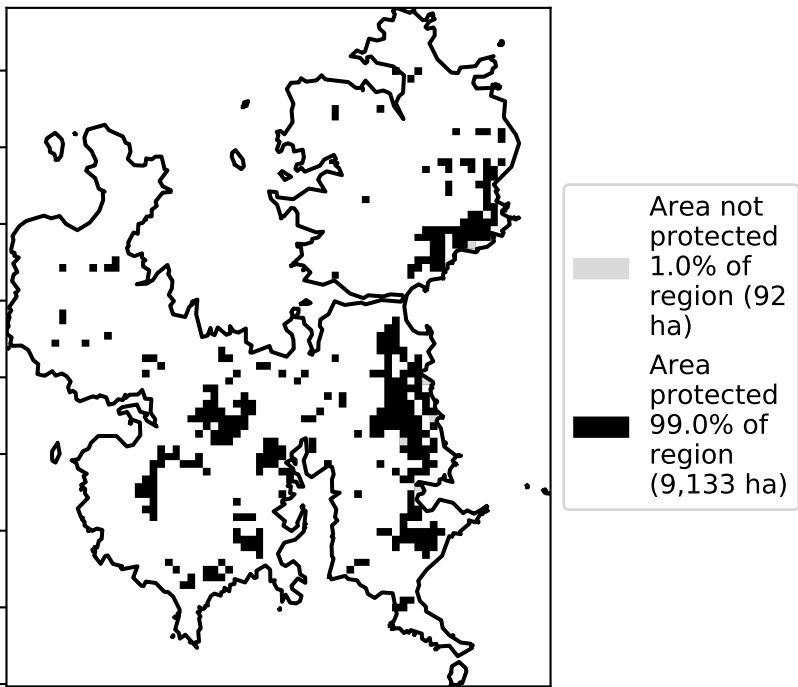 Area not
protected
1.0% of
region (92
ha)
Area
protected
99.0% of
region
(9,133 ha)